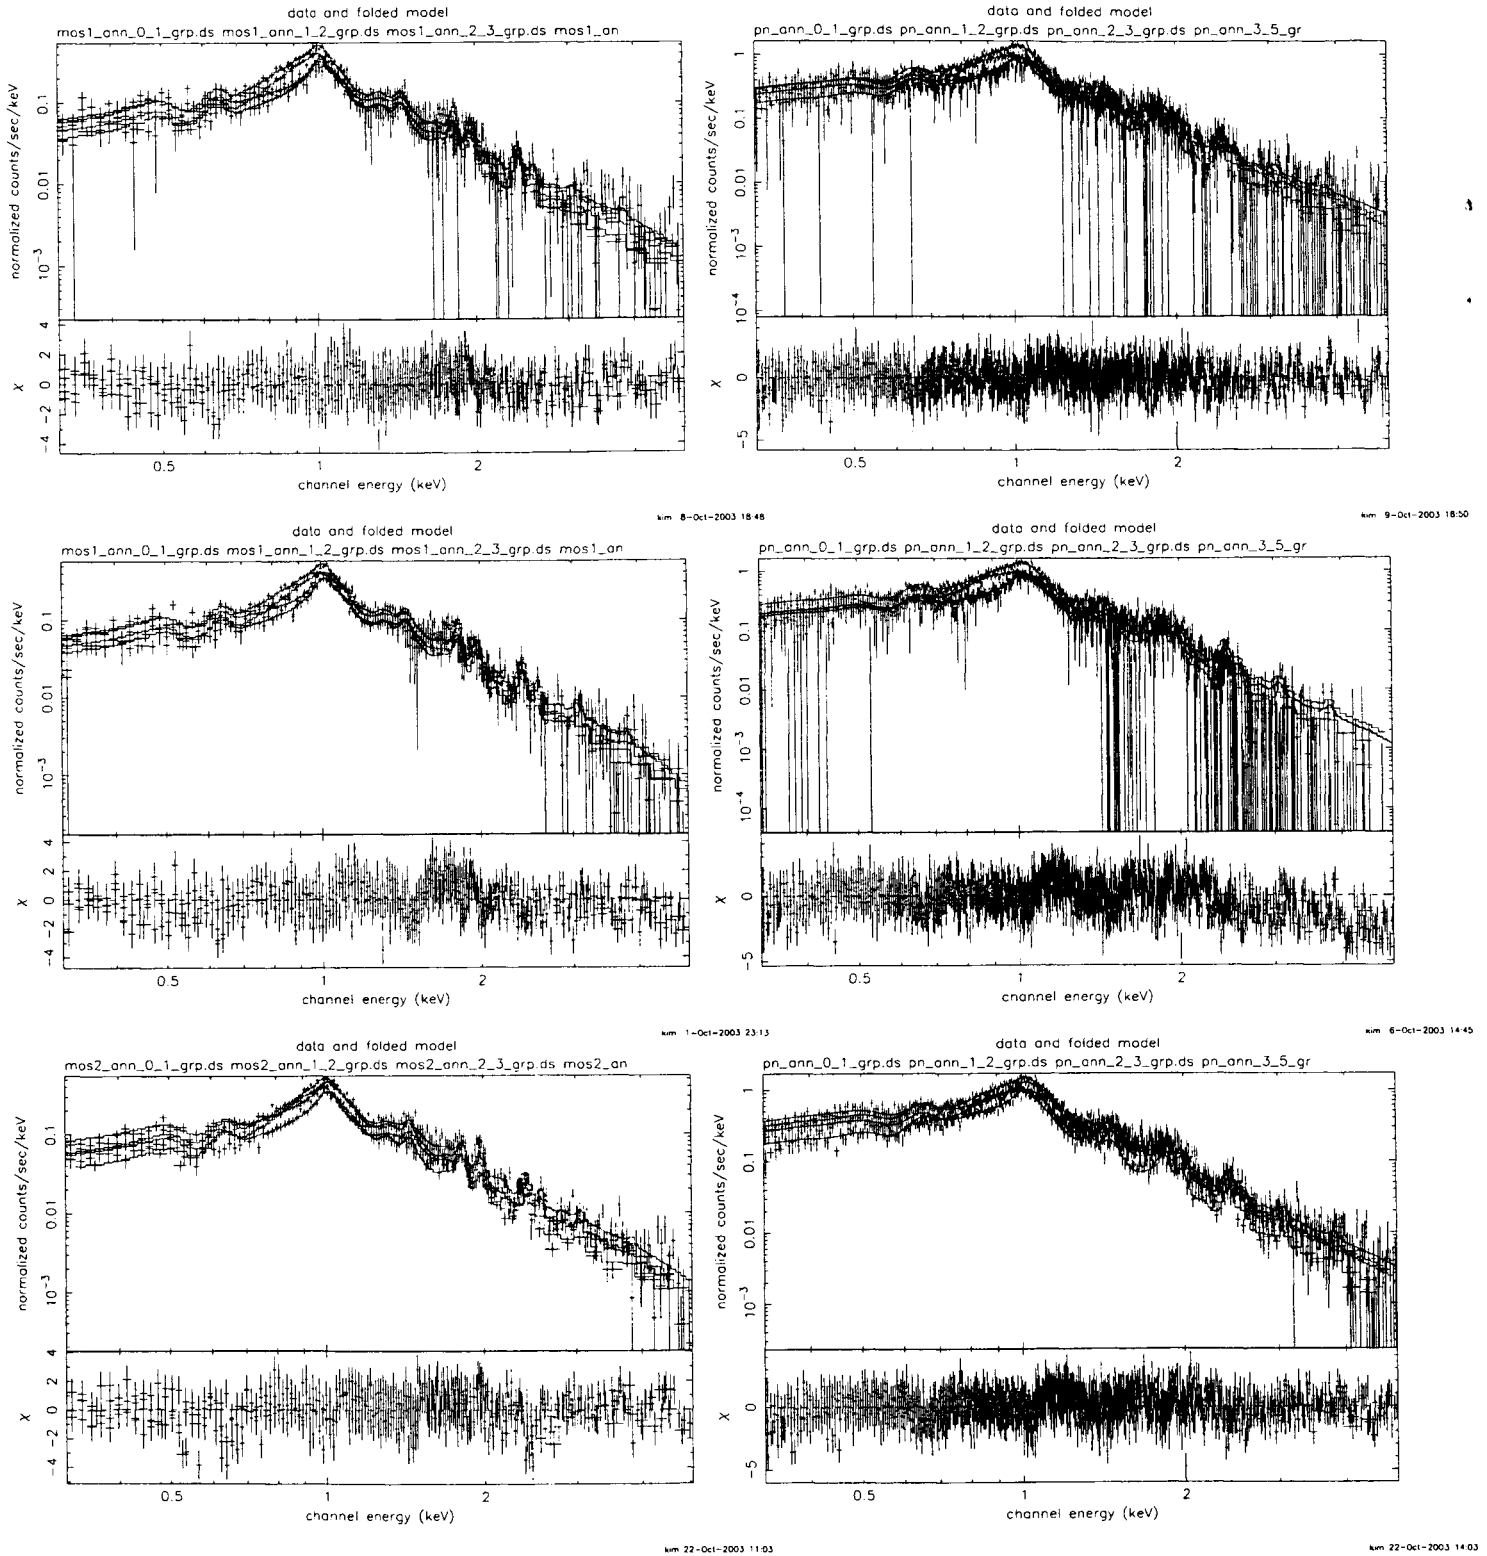 data and folded model
mos1_ann_0_1_grp.ds mos1_ann_1_2_grp.ds mos1_ann_2_3_grp.ds mos1_an
normalized counts/sec/keV
0.1
0.01
10⁻³
χ
4
2
0
−2
−4
0.5 1 2
channel energy (keV)
kim 8-Oct-2003 18:48
data and folded model
pn_ann_0_1_grp.ds pn_ann_1_2_grp.ds pn_ann_2_3_grp.ds pn_ann_3_5_gr
normalized counts/sec/keV
1
0.1
0.01
10⁻³
10⁻⁴
χ
0
−5
0.5 1 2
channel energy (keV)
kim 9-Oct-2003 18:50
data and folded model
mos1_ann_0_1_grp.ds mos1_ann_1_2_grp.ds mos1_ann_2_3_grp.ds mos1_an
normalized counts/sec/keV
0.1
0.01
10⁻³
χ
4
2
0
−2
−4
0.5 1 2
channel energy (keV)
kim 1-Oct-2003 23:13
data and folded model
pn_ann_0_1_grp.ds pn_ann_1_2_grp.ds pn_ann_2_3_grp.ds pn_ann_3_5_gr
normalized counts/sec/keV
1
0.1
0.01
10⁻³
10⁻⁴
χ
0
−5
0.5 1 2
channel energy (keV)
kim 6-Oct-2003 14:45
data and folded model
mos2_ann_0_1_grp.ds mos2_ann_1_2_grp.ds mos2_ann_2_3_grp.ds mos2_an
normalized counts/sec/keV
0.1
0.01
10⁻³
χ
4
2
0
−2
−4
0.5 1 2
channel energy (keV)
kim 22-Oct-2003 11:03
data and folded model
pn_ann_0_1_grp.ds pn_ann_1_2_grp.ds pn_ann_2_3_grp.ds pn_ann_3_5_gr
normalized counts/sec/keV
1
0.1
0.01
10⁻³
χ
0
−5
0.5 1 2
channel energy (keV)
kim 22-Oct-2003 14:03